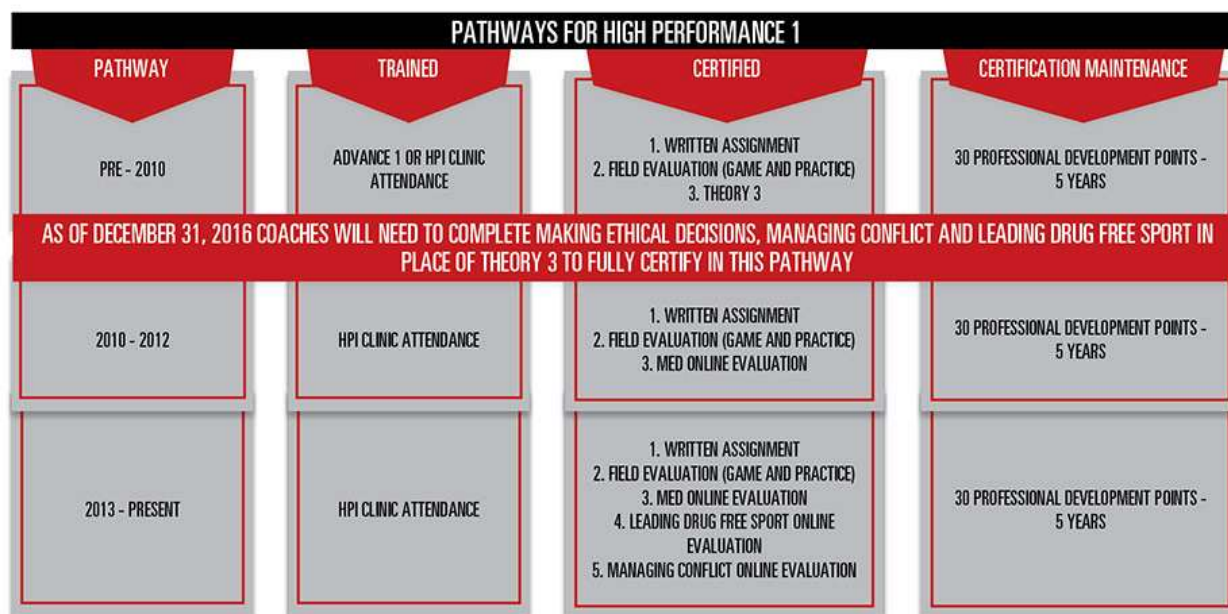 PATHWAYS FOR HIGH PERFORMANCE 1
PATHWAY
TRAINED
CERTIFIED
CERTIFICATION MAINTENANCE
PRE - 2010
ADVANCE 1 OR HP1 CLINIC
ATTENDANCE
1. WRITTEN ASSIGNMENT
2. FIELD EVALUATION (GAME AND PRACTICE)
3. THEORY 3
30 PROFESSIONAL DEVELOPMENT POINTS -
5 YEARS
AS OF DECEMBER 31, 2016 COACHES WILL NEED TO COMPLETE MAKING ETHICAL DECISIONS, MANAGING CONFLICT AND LEADING DRUG FREE SPORT IN
PLACE OF THEORY 3 TO FULLY CERTIFY IN THIS PATHWAY
2010 - 2012
HP1 CLINIC ATTENDANCE
1. WRITTEN ASSIGNMENT
2. FIELD EVALUATION (GAME AND PRACTICE)
3. MED ONLINE EVALUATION
30 PROFESSIONAL DEVELOPMENT POINTS -
5 YEARS
2013 - PRESENT
HP1 CLINIC ATTENDANCE
1. WRITTEN ASSIGNMENT
2. FIELD EVALUATION (GAME AND PRACTICE)
3. MED ONLINE EVALUATION
4. LEADING DRUG FREE SPORT ONLINE
EVALUATION
5. MANAGING CONFLICT ONLINE EVALUATION
30 PROFESSIONAL DEVELOPMENT POINTS -
5 YEARS